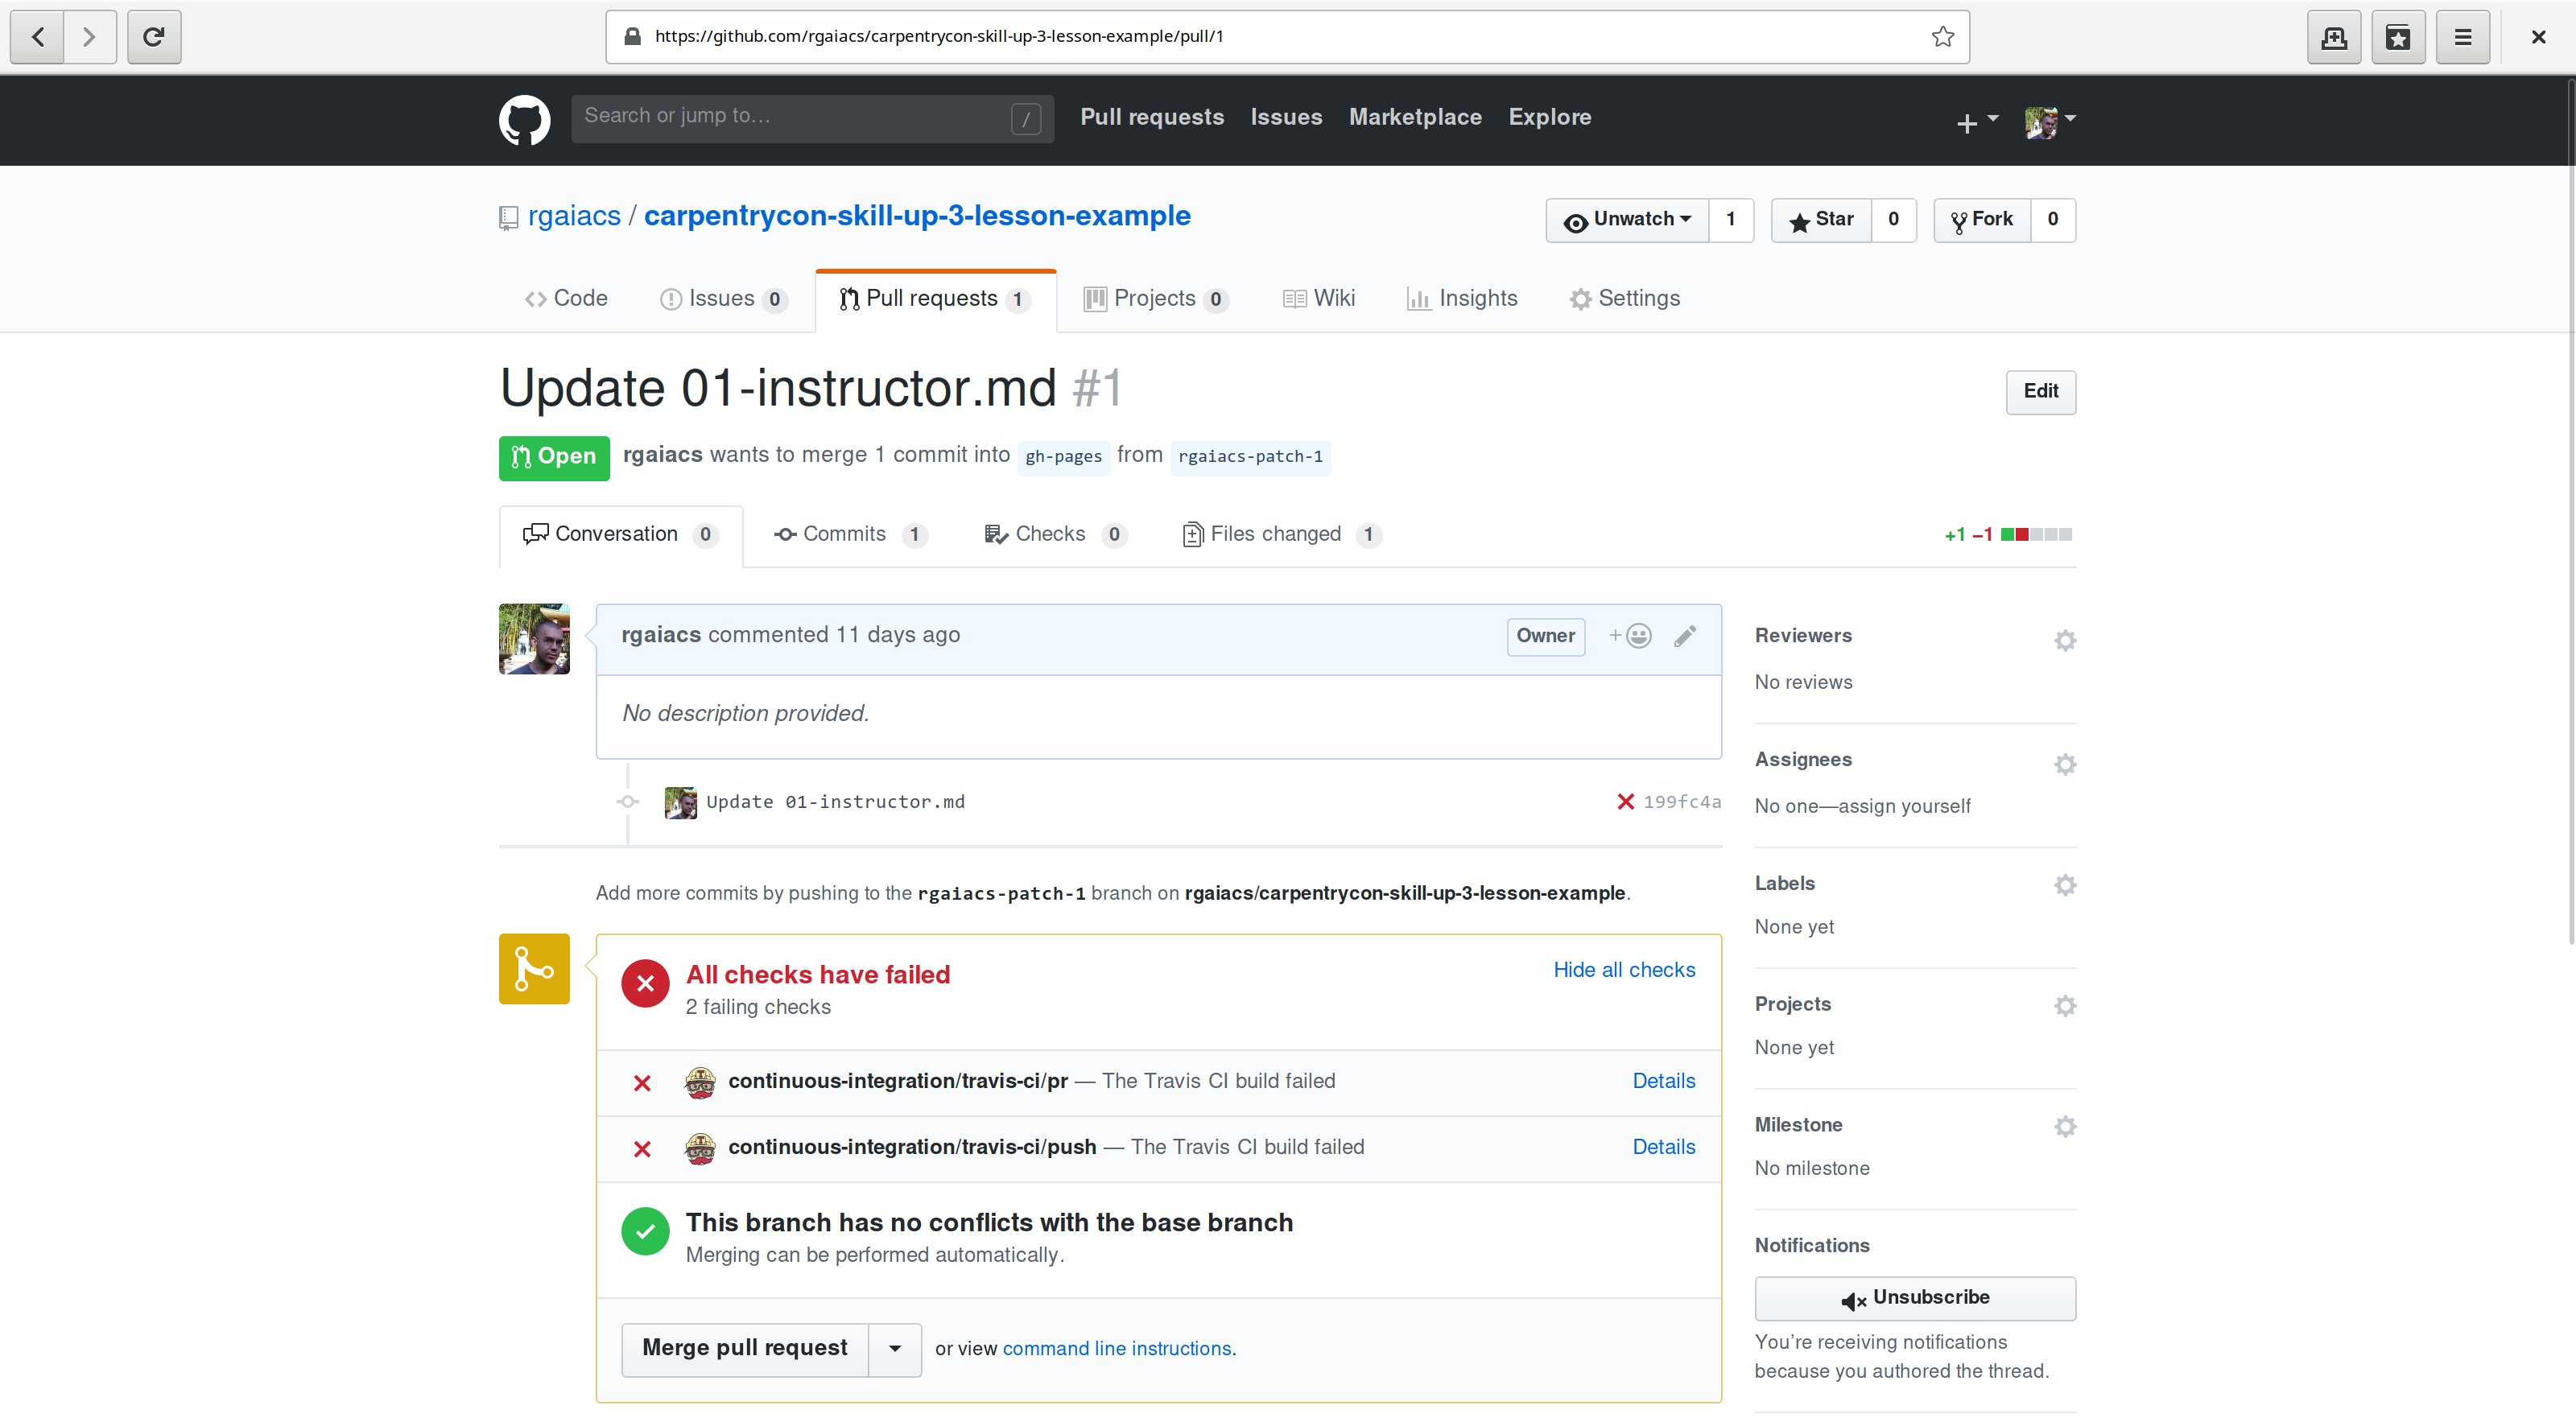 https://github.com/rgaiacs/carpentrycon-skill-up-3-lesson-example/pull/1
Search or jump to… /
Pull requests Issues Marketplace Explore
rgaiacs / carpentrycon-skill-up-3-lesson-example
Unwatch 1 Star 0 Fork 0
Code Issues 0 Pull requests 1 Projects 0 Wiki Insights Settings
Update 01-instructor.md #1
Edit
Open rgaiacs wants to merge 1 commit into gh-pages from rgaiacs-patch-1
Conversation 0 Commits 1 Checks 0 Files changed 1 +1 −1
rgaiacs commented 11 days ago Owner +
No description provided.
Update 01-instructor.md 199fc4a
Add more commits by pushing to the rgaiacs-patch-1 branch on rgaiacs/carpentrycon-skill-up-3-lesson-example.
All checks have failed Hide all checks
2 failing checks
continuous-integration/travis-ci/pr — The Travis CI build failed Details
continuous-integration/travis-ci/push — The Travis CI build failed Details
This branch has no conflicts with the base branch
Merging can be performed automatically.
Merge pull request or view command line instructions.
Reviewers
No reviews
Assignees
No one—assign yourself
Labels
None yet
Projects
None yet
Milestone
No milestone
Notifications
Unsubscribe
You’re receiving notifications
because you authored the thread.